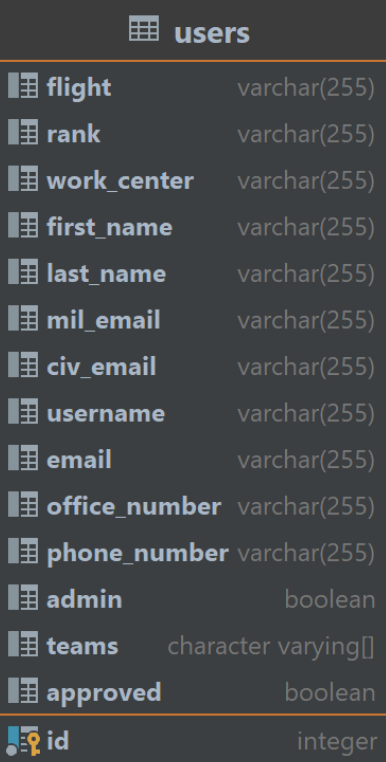 users
flight varchar(255)
rank varchar(255)
work_center varchar(255)
first_name varchar(255)
last_name varchar(255)
mil_email varchar(255)
civ_email varchar(255)
username varchar(255)
email varchar(255)
office_number varchar(255)
phone_number varchar(255)
admin boolean
teams character varying[]
approved boolean
id integer